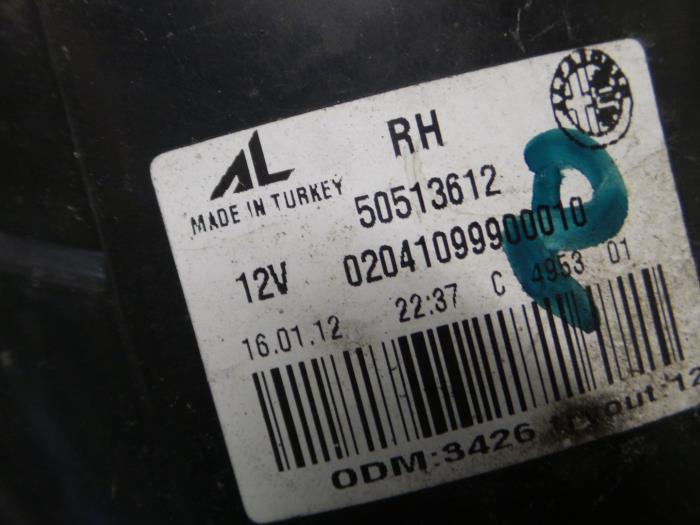 AL RH
MADE IN TURKEY 50513612
12V 02041099900010
16.01.12 22:37 C 4953 01
ODM:3426